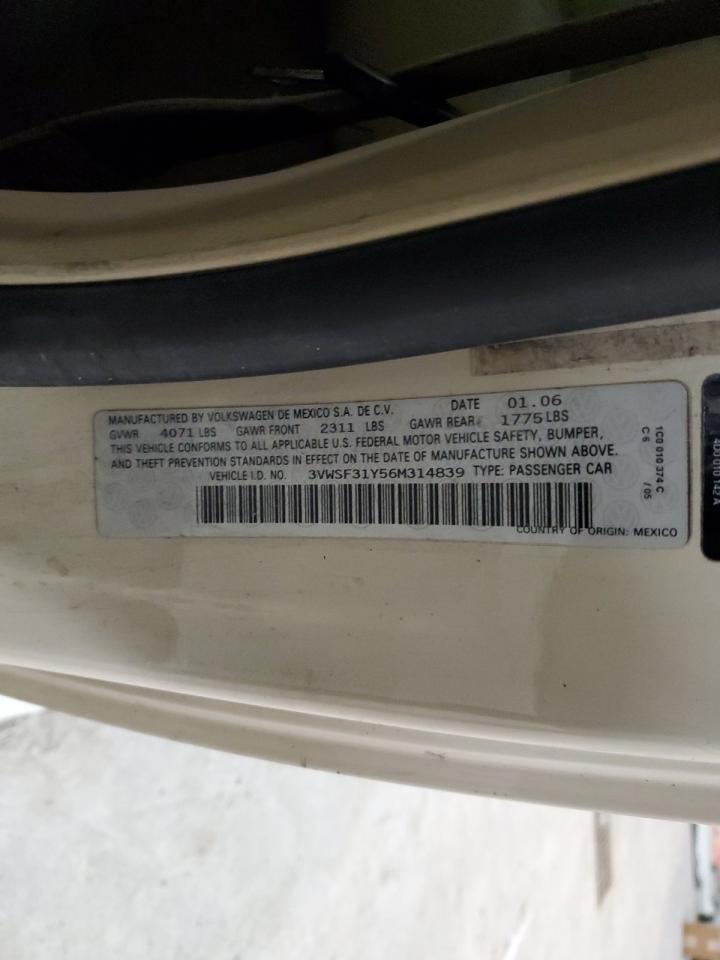 MANUFACTURED BY VOLKSWAGEN DE MEXICO S.A. DE C.V. DATE 01.06
GVWR 4071 LBS GAWR FRONT 2311 LBS GAWR REAR 1775 LBS
THIS VEHICLE CONFORMS TO ALL APPLICABLE U.S. FEDERAL MOTOR VEHICLE SAFETY, BUMPER,
AND THEFT PREVENTION STANDARDS IN EFFECT ON THE DATE OF MANUFACTURE SHOWN ABOVE.
VEHICLE I.D. NO. 3VWSF31Y56M314839 TYPE: PASSENGER CAR
COUNTRY OF ORIGIN: MEXICO
1C0 010 374 C
C 6 / 05